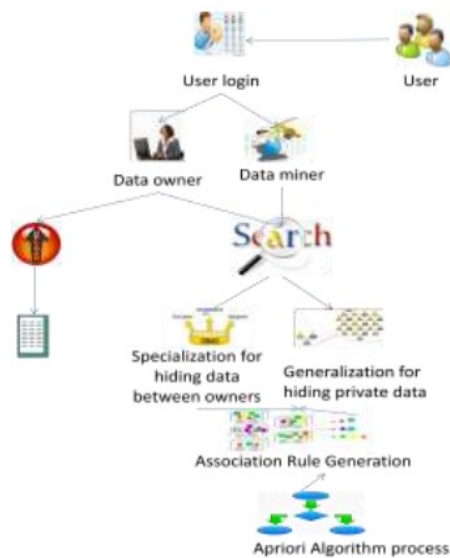 User login
User
Data owner
Data miner
Search
Specialization for
hiding data
between owners
Generalization for
hiding private data
Association Rule Generation
Apriori Algorithm process